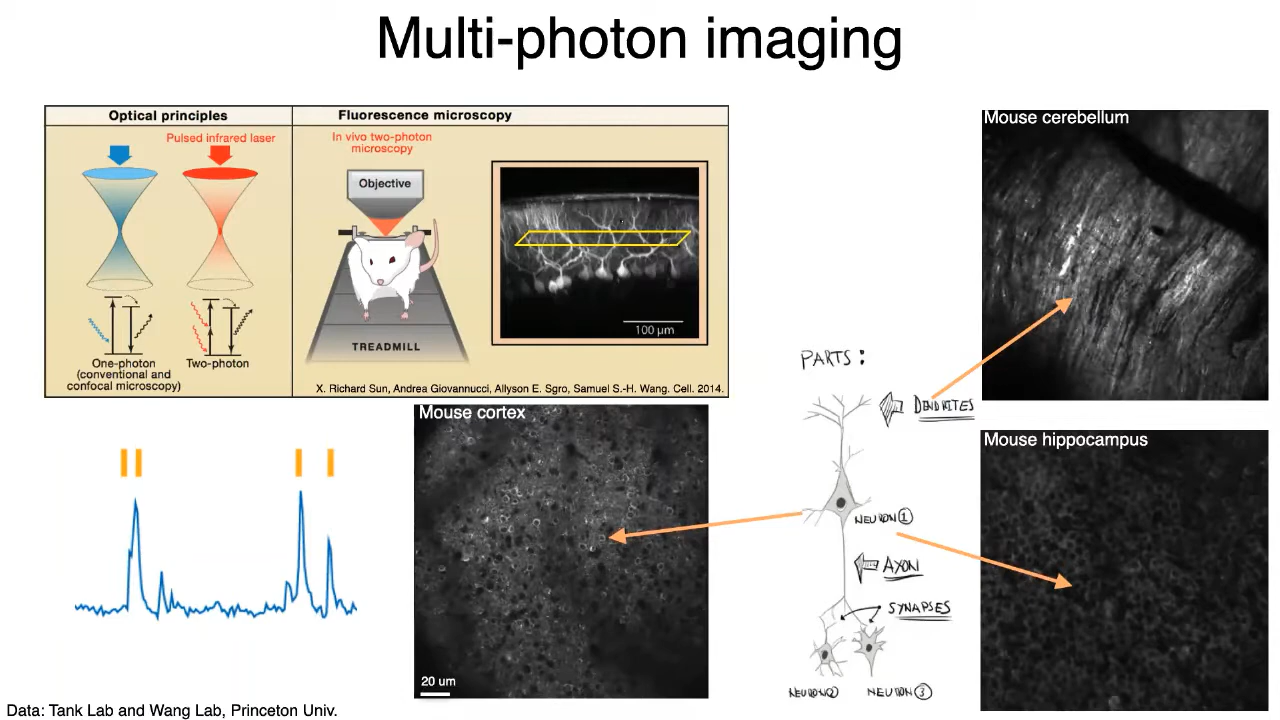 Multi-photon imaging
Optical principles
Fluorescence microscopy
Pulsed infrared laser
In vivo two-photon
microscopy
Objective
TREADMILL
100 µm
One-photon
(conventional and
confocal microscopy)
Two-photon
X. Richard Sun, Andrea Giovannucci, Allyson E. Sgro, Samuel S.-H. Wang. Cell. 2014.
Mouse cerebellum
Mouse cortex
20 um
PARTS:
DENDRITES
NEURON 1
AXON
SYNAPSES
NEURON 2
NEURON 3
Mouse hippocampus
Data: Tank Lab and Wang Lab, Princeton Univ.